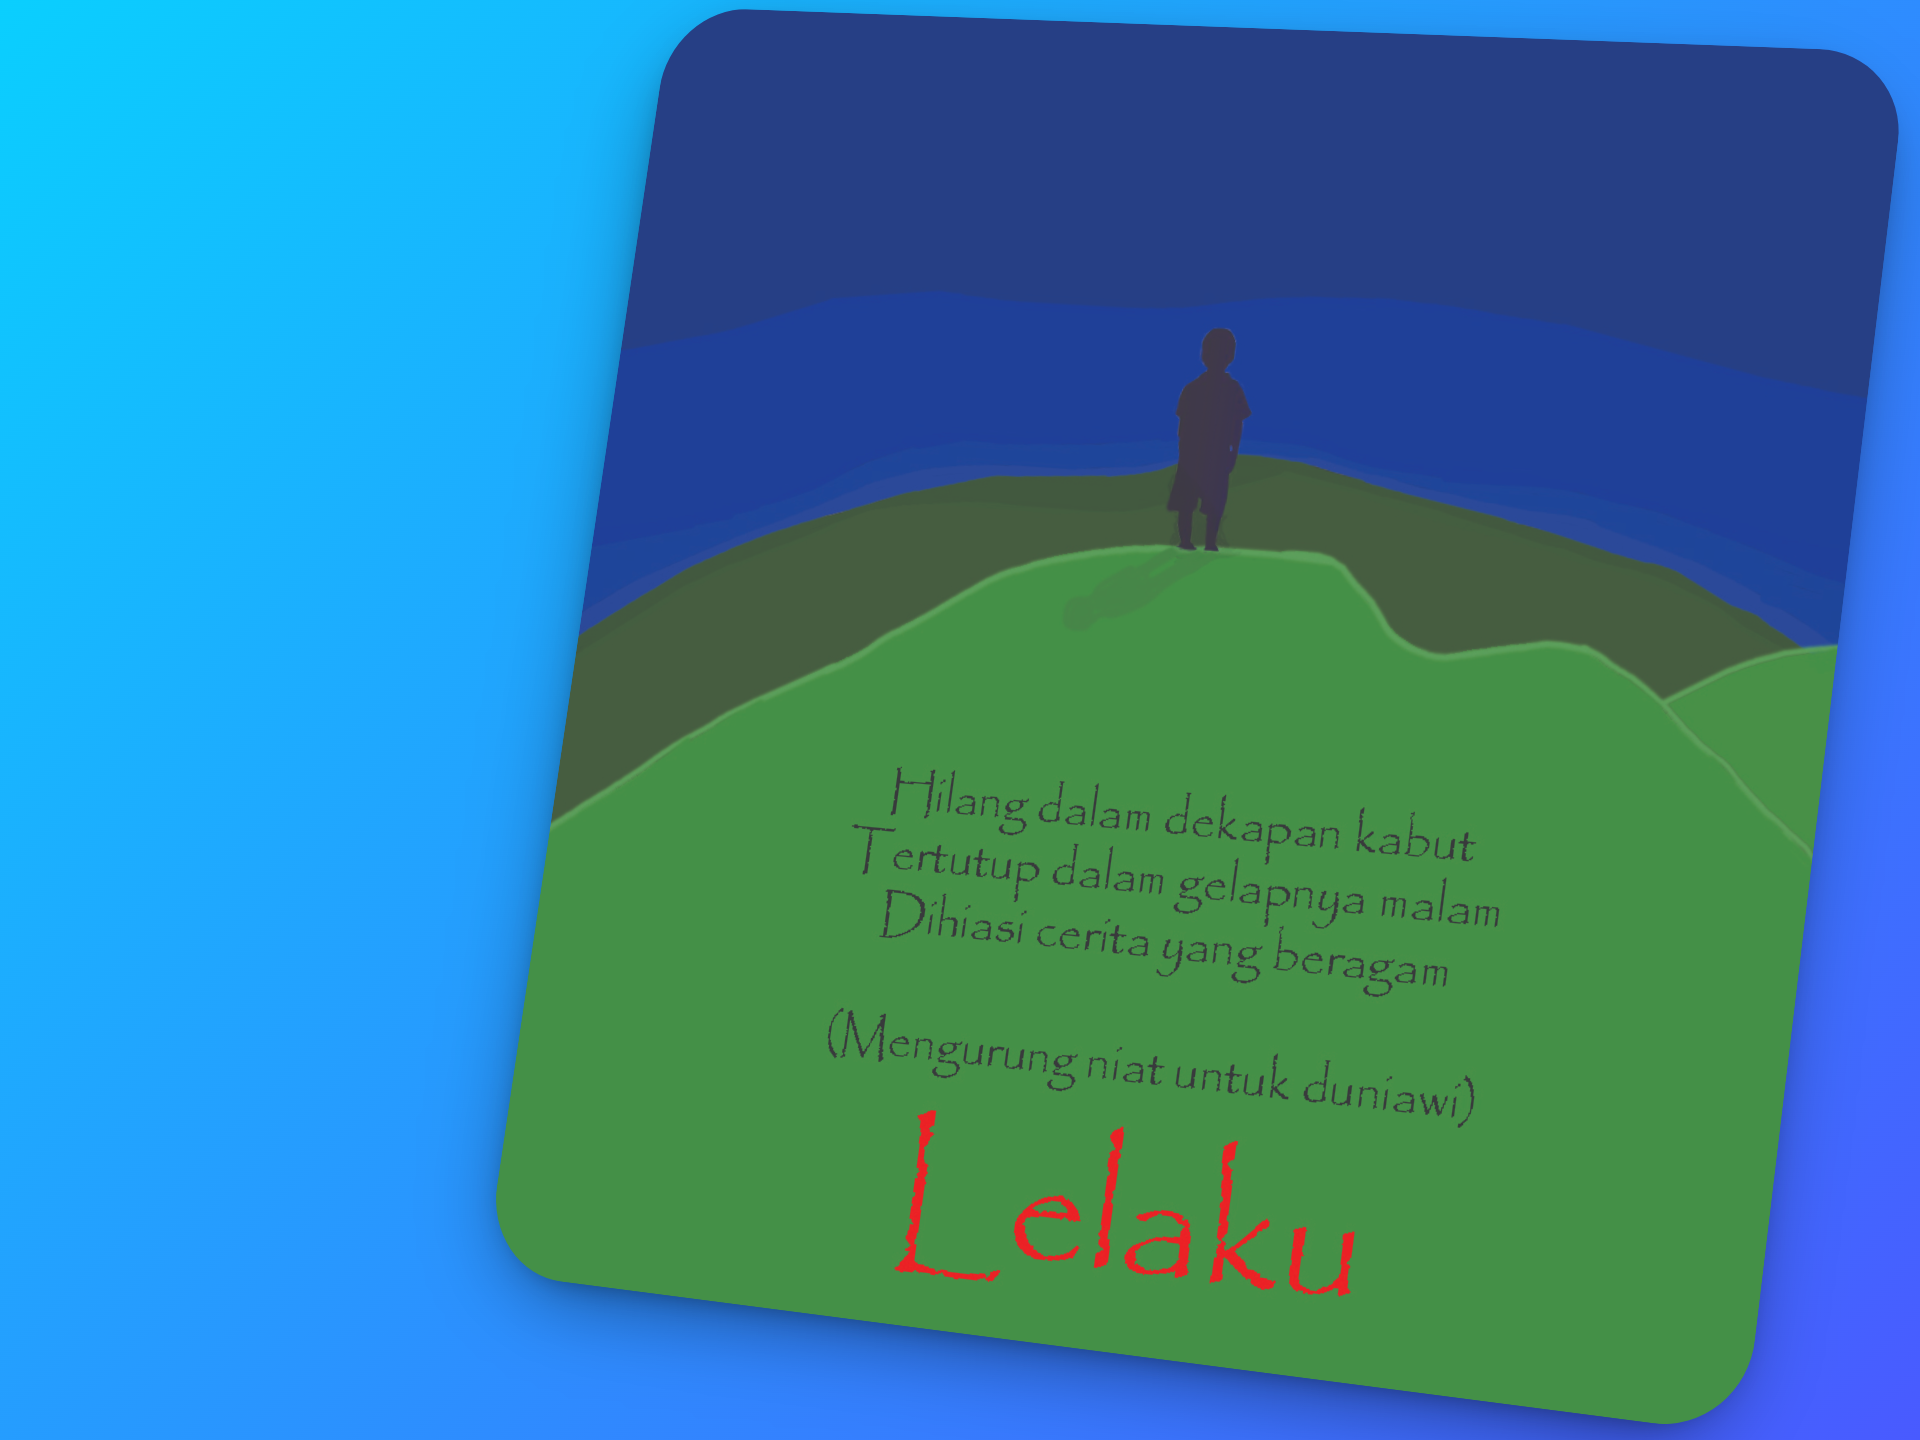 Hilang dalam dekapan kabut
Tertutup dalam gelapnya malam
Dihiasi cerita yang beragam
(Mengurung niat untuk duniawi)
Lelaku